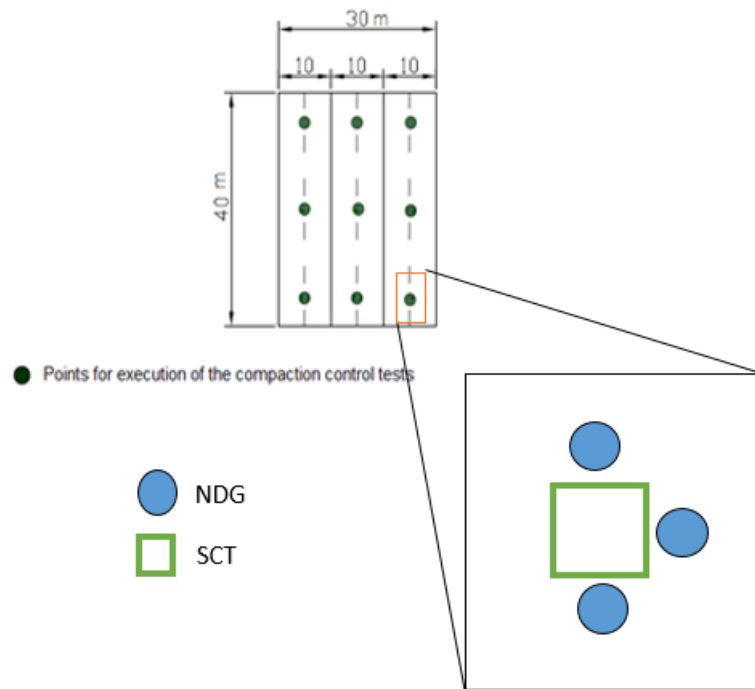 30 m
10 10 10
40 m
Points for execution of the compaction control tests
NDG
SCT